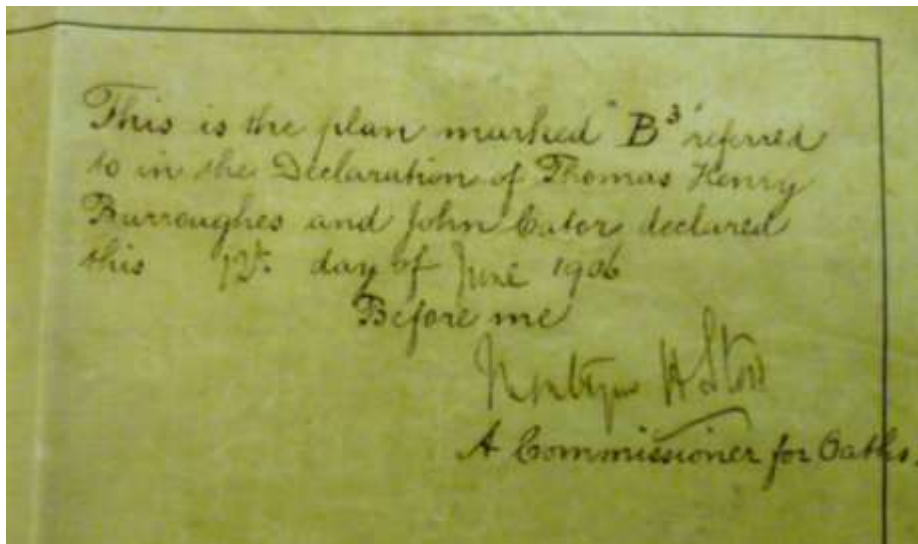 This is the plan marked "B³" referred
to in the Declaration of Thomas Henry
Burroughes and John Cator declared
this 12th day of June 1906
Before me
A Commissioner for Oaths.